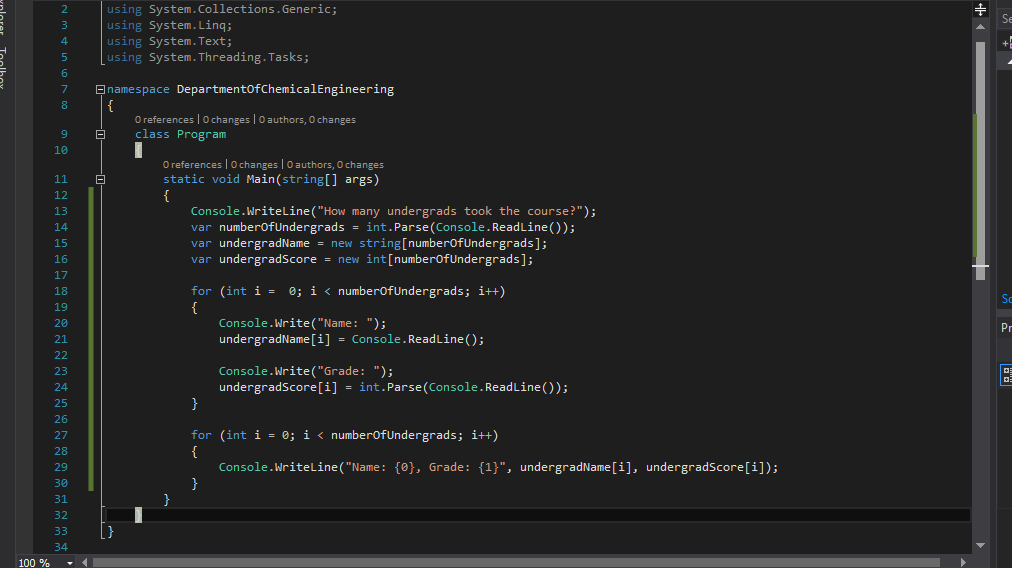 2 using System.Collections.Generic;
3 using System.Linq;
4 using System.Text;
5 using System.Threading.Tasks;
6
7 namespace DepartmentOfChemicalEngineering
8 {
0 references | 0 changes | 0 authors, 0 changes
9 class Program
10 {
0 references | 0 changes | 0 authors, 0 changes
11 static void Main(string[] args)
12 {
13 Console.WriteLine("How many undergrads took the course?");
14 var numberOfUndergrads = int.Parse(Console.ReadLine());
15 var undergradName = new string[numberOfUndergrads];
16 var undergradScore = new int[numberOfUndergrads];
17
18 for (int i =  0; i < numberOfUndergrads; i++)
19 {
20 Console.Write("Name: ");
21 undergradName[i] = Console.ReadLine();
22
23 Console.Write("Grade: ");
24 undergradScore[i] = int.Parse(Console.ReadLine());
25 }
26
27 for (int i = 0; i < numberOfUndergrads; i++)
28 {
29 Console.WriteLine("Name: {0}, Grade: {1}", undergradName[i], undergradScore[i]);
30 }
31 }
32 }
33 }
34
100 %
Toolbox